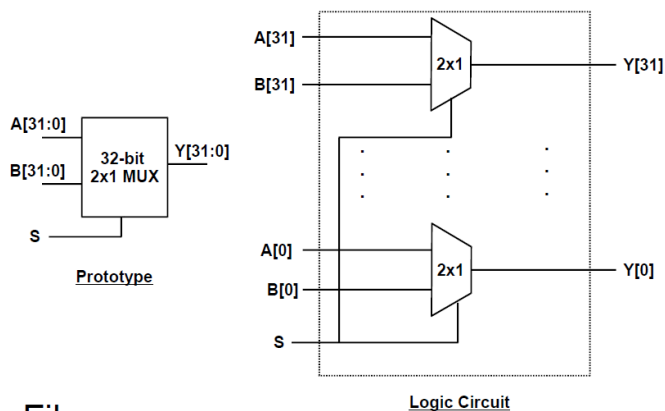 A[31:0]
B[31:0]
32-bit
2x1 MUX
Y[31:0]
S
Prototype
A[31]
B[31]
2x1
Y[31]
A[0]
B[0]
2x1
Y[0]
S
Logic Circuit